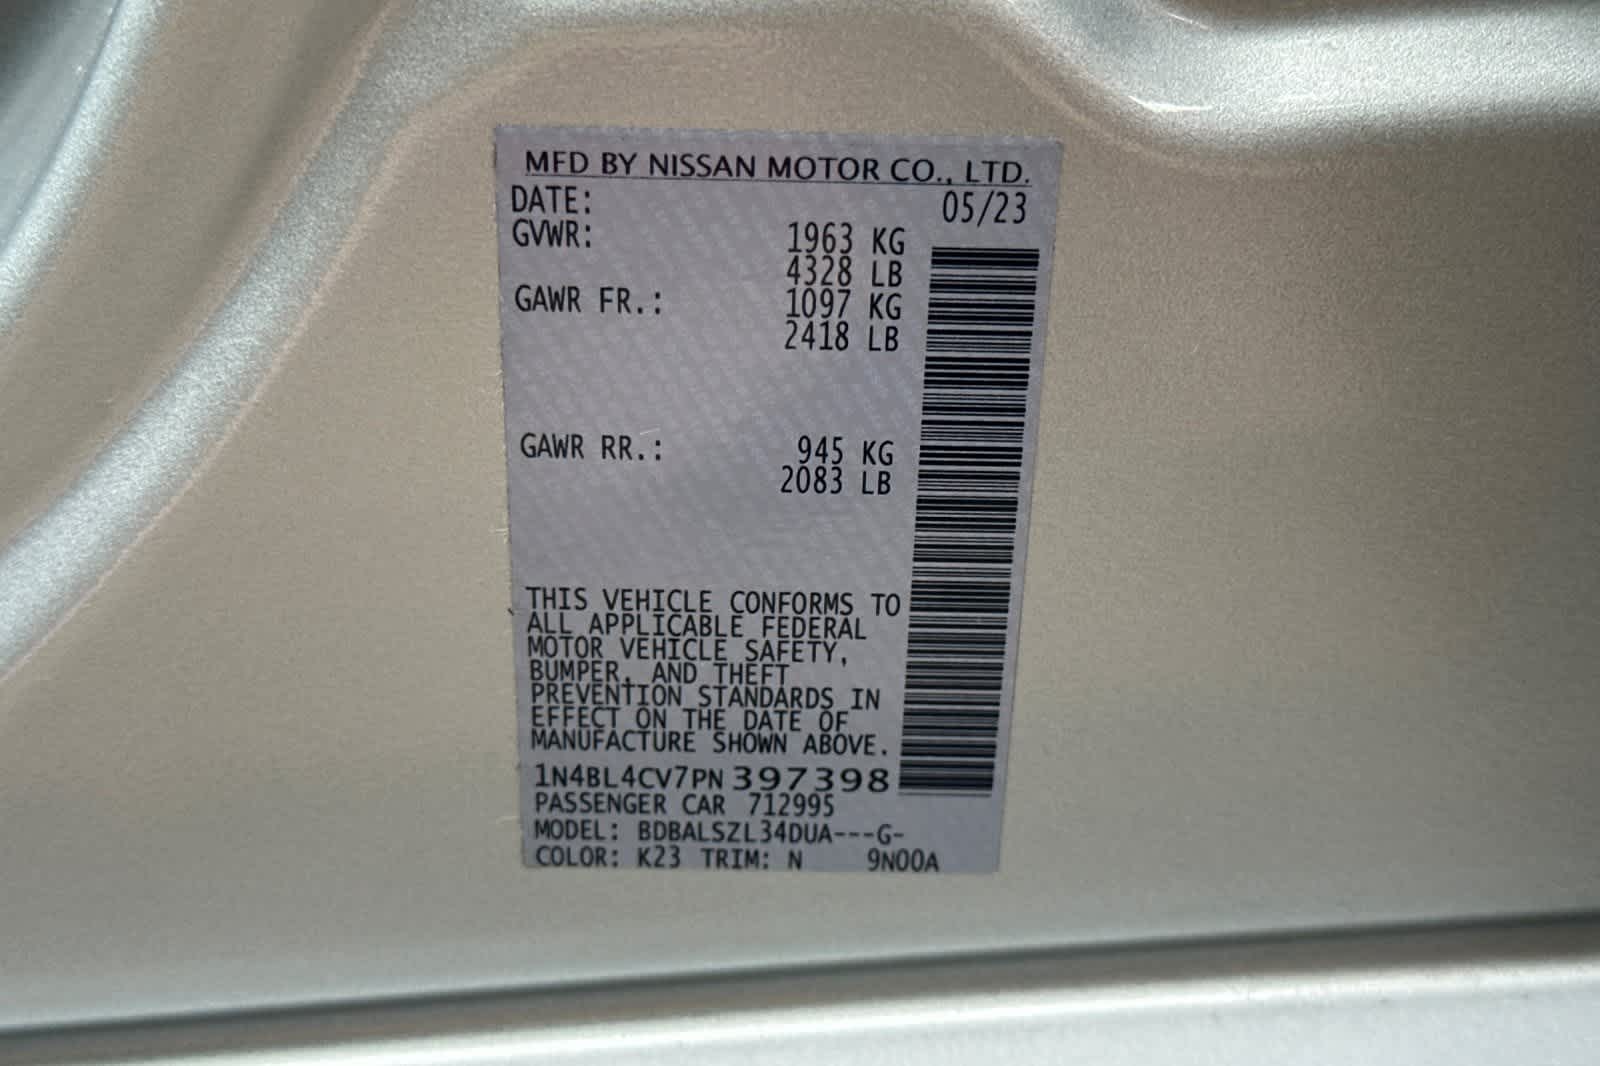 MFD BY NISSAN MOTOR CO., LTD.
DATE: 05/23
GVWR: 1963 KG
4328 LB
GAWR FR.: 1097 KG
2418 LB
GAWR RR.: 945 KG
2083 LB
THIS VEHICLE CONFORMS TO
ALL APPLICABLE FEDERAL
MOTOR VEHICLE SAFETY,
BUMPER, AND THEFT
PREVENTION STANDARDS IN
EFFECT ON THE DATE OF
MANUFACTURE SHOWN ABOVE.
1N4BL4CV7PN 397398
PASSENGER CAR 712995
MODEL: BDBALSZL34DUA---G-
COLOR: K23 TRIM: N 9N00A